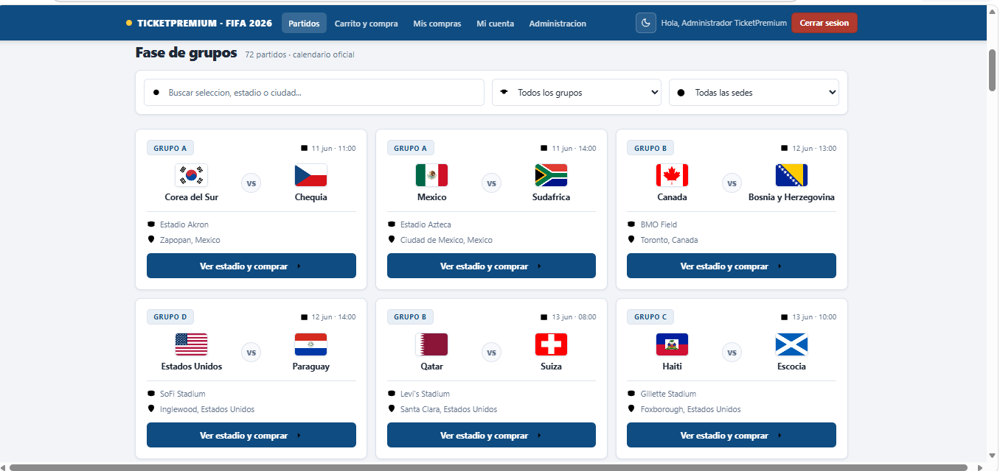 TICKETPREMIUM - FIFA 2026 Partidos Carrito y compra Mis compras Mi cuenta Administracion Hola, Administrador TicketPremium Cerrar sesion
Fase de grupos 72 partidos · calendario oficial
Buscar seleccion, estadio o ciudad... Todos los grupos Todas las sedes
GRUPO A 11 jun · 11:00
VS
Corea del Sur Chequia
Estadio Akron
Zapopan, Mexico
Ver estadio y comprar
GRUPO A 11 jun · 14:00
VS
Mexico Sudafrica
Estadio Azteca
Ciudad de Mexico, Mexico
Ver estadio y comprar
GRUPO B 12 jun · 13:00
VS
Canada Bosnia y Herzegovina
BMO Field
Toronto, Canada
Ver estadio y comprar
GRUPO D 12 jun · 14:00
VS
Estados Unidos Paraguay
SoFi Stadium
Inglewood, Estados Unidos
Ver estadio y comprar
GRUPO B 13 jun · 08:00
VS
Qatar Suiza
Levi's Stadium
Santa Clara, Estados Unidos
Ver estadio y comprar
GRUPO C 13 jun · 10:00
VS
Haiti Escocia
Gillette Stadium
Foxborough, Estados Unidos
Ver estadio y comprar